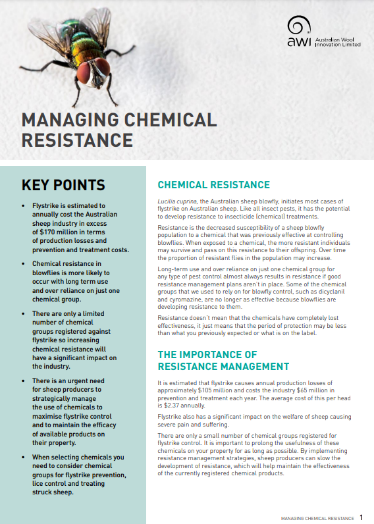 awi Australian Wool
Innovation Limited
MANAGING CHEMICAL
RESISTANCE
KEY POINTS
• Flystrike is estimated to
annually cost the Australian
sheep industry in excess
of $170 million in terms
of production losses and
prevention and treatment costs.
• Chemical resistance in
blowflies is more likely to
occur with long term use
and over reliance on just one
chemical group.
• There are only a limited
number of chemical
groups registered against
flystrike so increasing
chemical resistance will
have a significant impact on
the industry.
• There is an urgent need
for sheep producers to
strategically manage
the use of chemicals to
maximise flystrike control
and to maintain the efficacy
of available products on
their property.
• When selecting chemicals you
need to consider chemical
groups for flystrike prevention,
lice control and treating
struck sheep.
CHEMICAL RESISTANCE
Lucilia cuprina, the Australian sheep blowfly, initiates most cases of
flystrike on Australian sheep. Like all insect pests, it has the potential
to develop resistance to insecticide (chemical) treatments.
Resistance is the decreased susceptibility of a sheep blowfly
population to a chemical that was previously effective at controlling
blowflies. When exposed to a chemical, the more resistant individuals
may survive and pass on this resistance to their offspring. Over time
the proportion of resistant flies in the population may increase.
Long-term use and over reliance on just one chemical group for
any type of pest control almost always results in resistance if good
resistance management plans aren't in place. Some of the chemical
groups that we used to rely on for blowfly control, such as dicyclanil
and cyromazine, are no longer as effective because blowflies are
developing resistance to them.
Resistance doesn't mean that the chemicals have completely lost
effectiveness, it just means that the period of protection may be less
than what you previously expected or what is on the label.
THE IMPORTANCE OF
RESISTANCE MANAGEMENT
It is estimated that flystrike causes annual production losses of
approximately $105 million and costs the industry $65 million in
prevention and treatment each year. The average cost of this per head
is $2.37 annually.
Flystrike also has a significant impact on the welfare of sheep causing
severe pain and suffering.
There are only a small number of chemical groups registered for
flystrike control. It is important to prolong the usefulness of these
chemicals on your property for as long as possible. By implementing
resistance management strategies, sheep producers can slow the
development of resistance, which will help maintain the effectiveness
of the currently registered chemical products.
MANAGING CHEMICAL RESISTANCE 1